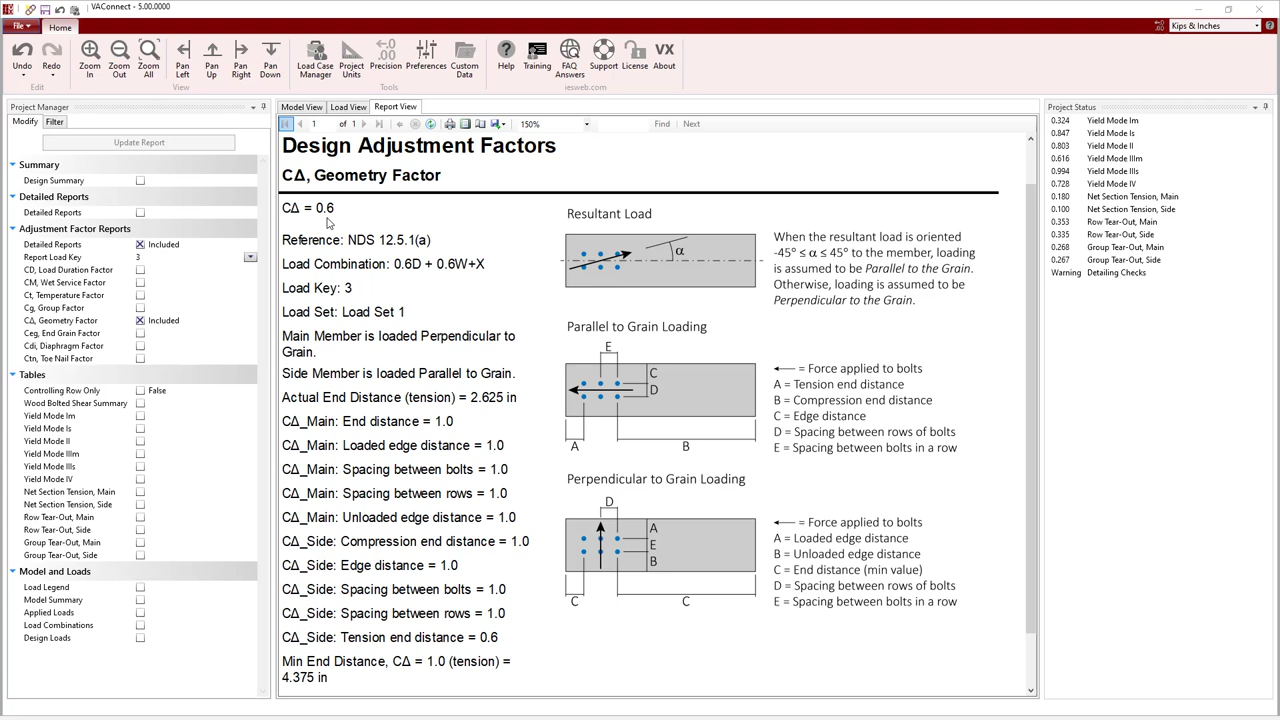 VAConnect - 5.00.0000
File
Home
Kips & Inches
Undo
Redo
Zoom In
Zoom Out
Zoom All
Pan Left
Pan Up
Pan Right
Pan Down
Load Case Manager
Project Units
Precision
Preferences
Custom Data
Help
Training
FAQ Answers
Support
License
About
Edit
View
Tools
iesweb.com
Project Manager
Modify
Filter
Update Report
Summary
Design Summary
Detailed Reports
Detailed Reports
Adjustment Factor Reports
Detailed Reports Included
Report Load Key 3
CD, Load Duration Factor
CM, Wet Service Factor
Ct, Temperature Factor
Cg, Group Factor
CΔ, Geometry Factor Included
Ceg, End Grain Factor
Cdi, Diaphragm Factor
Ctn, Toe Nail Factor
Tables
Controlling Row Only False
Wood Bolted Shear Summary
Yield Mode Im
Yield Mode Is
Yield Mode II
Yield Mode IIIm
Yield Mode IIIs
Yield Mode IV
Net Section Tension, Main
Net Section Tension, Side
Row Tear-Out, Main
Row Tear-Out, Side
Group Tear-Out, Main
Group Tear-Out, Side
Model and Loads
Load Legend
Model Summary
Applied Loads
Load Combinations
Design Loads
Model View
Load View
Report View
1 of 1
150%
Find
Next
Design Adjustment Factors
CΔ, Geometry Factor
CΔ = 0.6
Reference: NDS 12.5.1(a)
Load Combination: 0.6D + 0.6W+X
Load Key: 3
Load Set: Load Set 1
Main Member is loaded Perpendicular to
Grain.
Side Member is loaded Parallel to Grain.
Actual End Distance (tension) = 2.625 in
CΔ_Main: End distance = 1.0
CΔ_Main: Loaded edge distance = 1.0
CΔ_Main: Spacing between bolts = 1.0
CΔ_Main: Spacing between rows = 1.0
CΔ_Main: Unloaded edge distance = 1.0
CΔ_Side: Compression end distance = 1.0
CΔ_Side: Edge distance = 1.0
CΔ_Side: Spacing between bolts = 1.0
CΔ_Side: Spacing between rows = 1.0
CΔ_Side: Tension end distance = 0.6
Min End Distance, CΔ = 1.0 (tension) =
4.375 in
Resultant Load
α
When the resultant load is oriented
-45° ≤ α ≤ 45° to the member, loading
is assumed to be Parallel to the Grain.
Otherwise, loading is assumed to be
Perpendicular to the Grain.
Parallel to Grain Loading
E
C
D
A
B
= Force applied to bolts
A = Tension end distance
B = Compression end distance
C = Edge distance
D = Spacing between rows of bolts
E = Spacing between bolts in a row
Perpendicular to Grain Loading
D
A
E
B
C
C
= Force applied to bolts
A = Loaded edge distance
B = Unloaded edge distance
C = End distance (min value)
D = Spacing between rows of bolts
E = Spacing between bolts in a row
Project Status
0.324 Yield Mode Im
0.847 Yield Mode Is
0.803 Yield Mode II
0.616 Yield Mode IIIm
0.994 Yield Mode IIIs
0.728 Yield Mode IV
0.180 Net Section Tension, Main
0.100 Net Section Tension, Side
0.353 Row Tear-Out, Main
0.335 Row Tear-Out, Side
0.268 Group Tear-Out, Main
0.267 Group Tear-Out, Side
Warning Detailing Checks